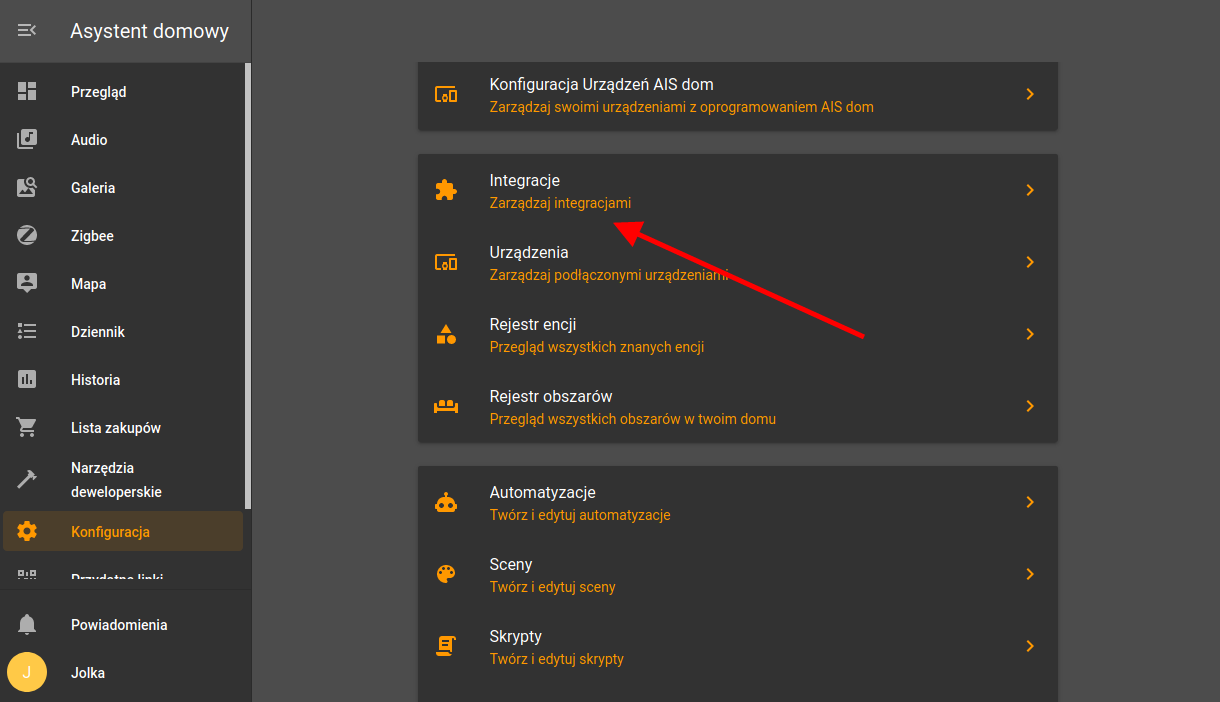 Asystent domowy
Przegląd
Audio
Galeria
Zigbee
Mapa
Dziennik
Historia
Lista zakupów
Narzędzia
deweloperskie
Konfiguracja
Przydatne linki
Powiadomienia
J
Jolka
Konfiguracja Urządzeń AIS dom
Zarządzaj swoimi urządzeniami z oprogramowaniem AIS dom
Integracje
Zarządzaj integracjami
Urządzenia
Zarządzaj podłączonymi urządzeniami
Rejestr encji
Przegląd wszystkich znanych encji
Rejestr obszarów
Przegląd wszystkich obszarów w twoim domu
Automatyzacje
Twórz i edytuj automatyzacje
Sceny
Twórz i edytuj sceny
Skrypty
Twórz i edytuj skrypty